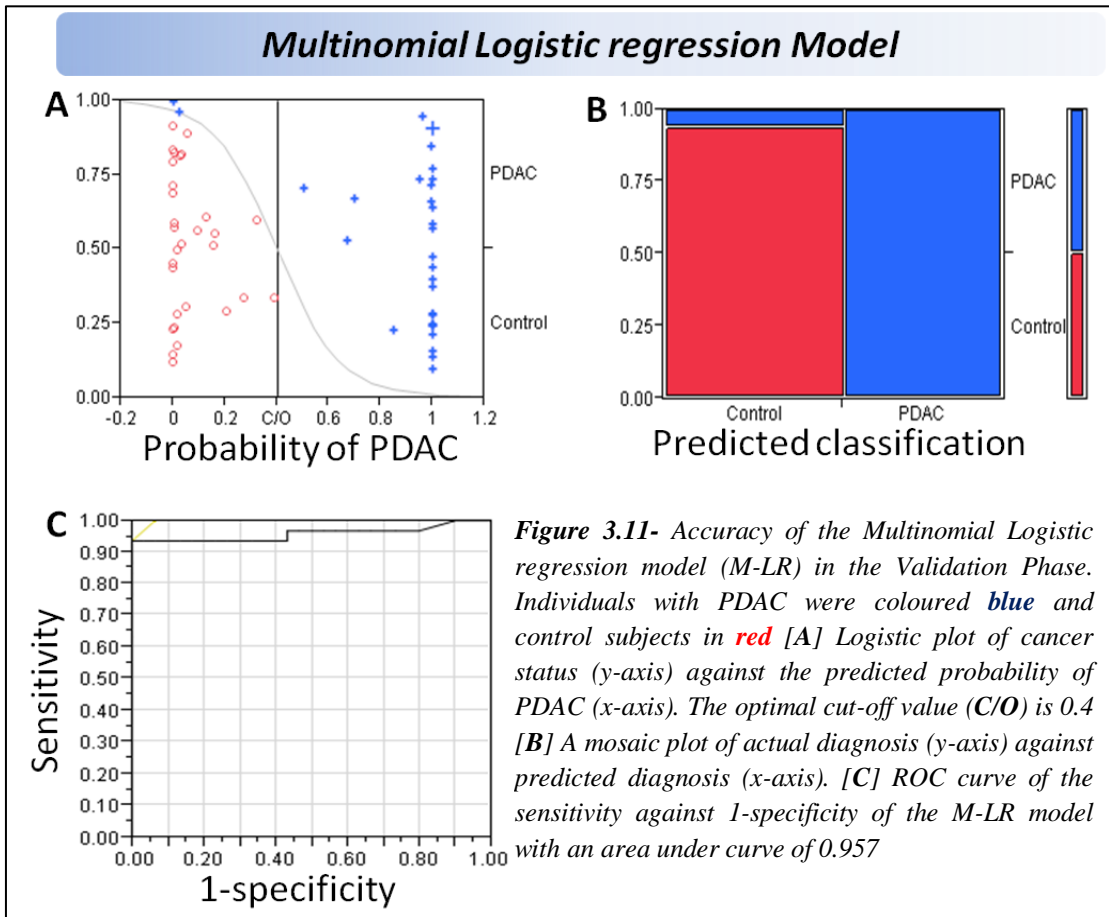 Multinomial Logistic regression Model
A
1.00
0.75
0.50
0.25
0.00
PDAC
Control
-0.2
0
0.2
C/O
0.6
0.8
1
1.2
Probability of PDAC
B
1.00
0.75
0.50
0.25
0.00
PDAC
Control
Control
PDAC
Predicted classification
C
1.00
0.90
0.80
0.70
0.60
0.50
0.40
0.30
0.20
0.10
0.00
Sensitivity
0.00
0.20
0.40
0.60
0.80
1.00
1-specificity
Figure 3.11- Accuracy of the Multinomial Logistic
regression model (M-LR) in the Validation Phase.
Individuals with PDAC were coloured blue and
control subjects in red [A] Logistic plot of cancer
status (y-axis) against the predicted probability of
PDAC (x-axis). The optimal cut-off value (C/O) is 0.4
[B] A mosaic plot of actual diagnosis (y-axis) against
predicted diagnosis (x-axis). [C] ROC curve of the
sensitivity against 1-specificity of the M-LR model
with an area under curve of 0.957